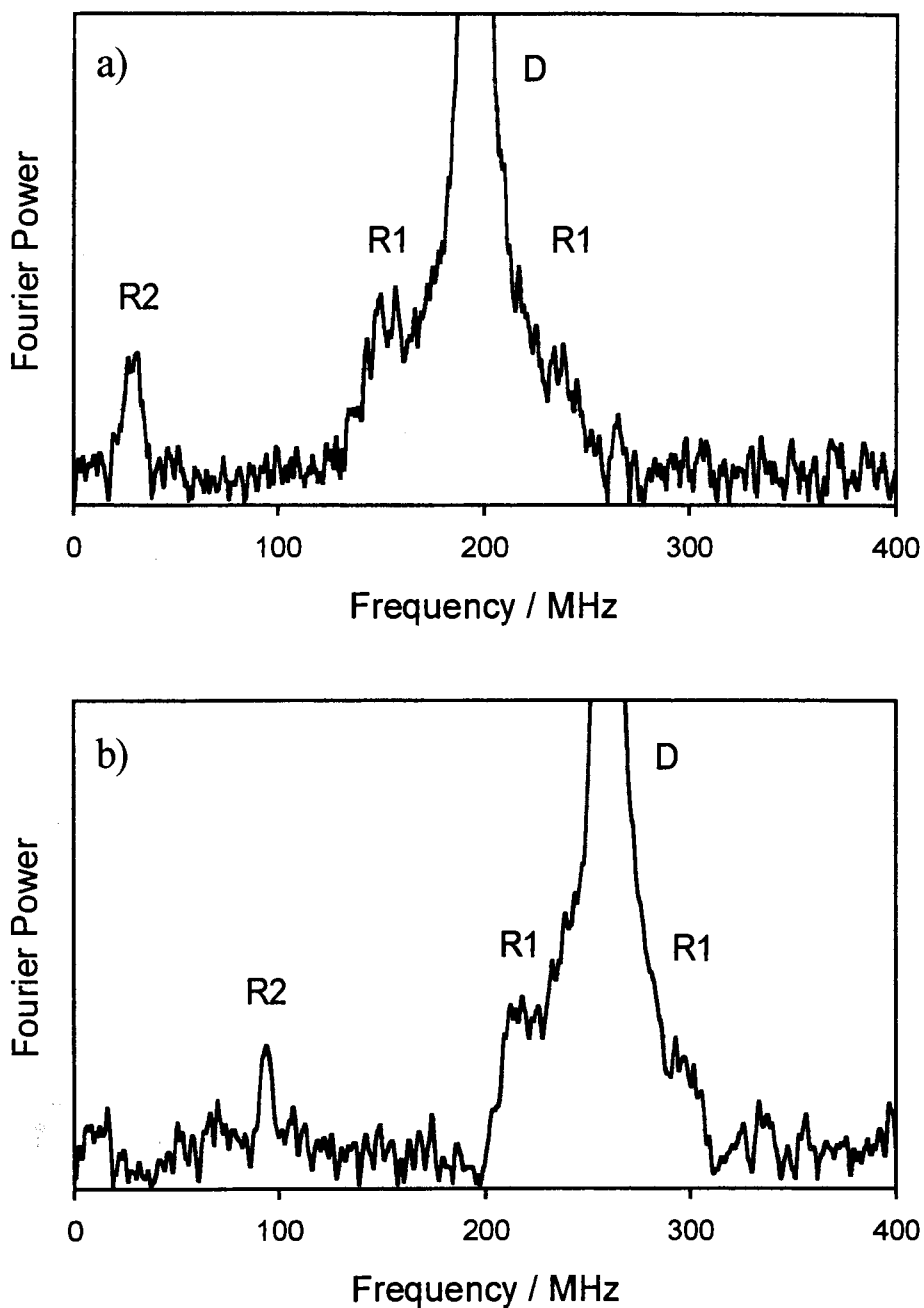 a)
D
R1
R1
R2
Fourier Power
0
100
200
300
400
Frequency / MHz
b)
D
R1
R1
R2
Fourier Power
0
100
200
300
400
Frequency / MHz